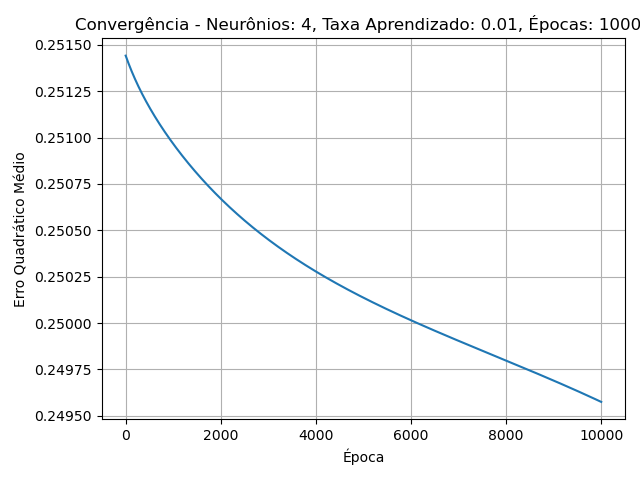 Convergência - Neurônios: 4, Taxa Aprendizado: 0.01, Épocas: 1000
0.25150
0.25125
0.25100
0.25075
0.25050
0.25025
0.25000
0.24975
0.24950
Erro Quadrático Médio
0 2000 4000 6000 8000 10000
Época